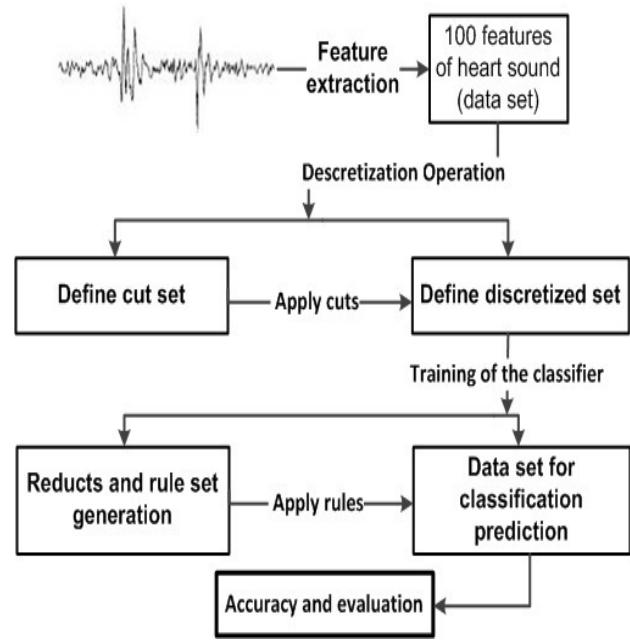 Feature
extraction
100 features
of heart sound
(data set)
Descretization Operation
Define cut set
Apply cuts
Define discretized set
Training of the classifier
Reducts and rule set
generation
Apply rules
Data set for
classification
prediction
Accuracy and evaluation